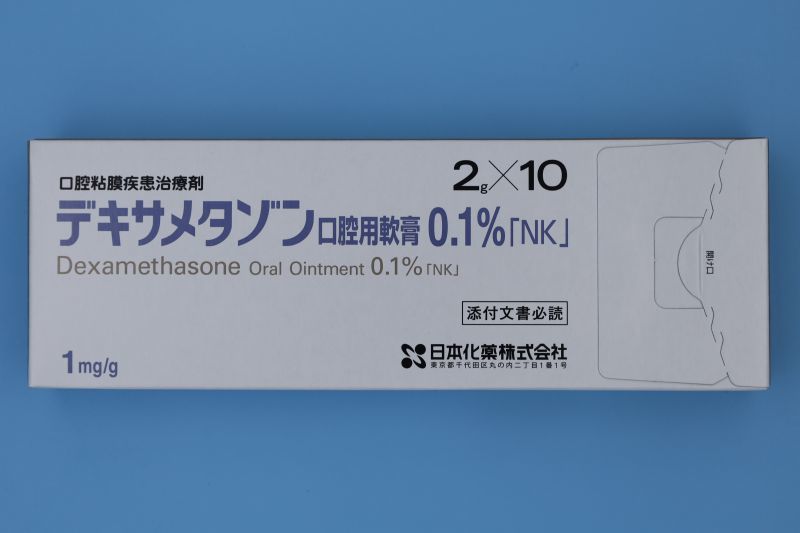 口腔粘膜疾患治療剤
2g×10
デキサメタゾン口腔用軟膏 0.1%「NK」
Dexamethasone Oral Ointment 0.1%「NK」
添付文書必読
1mg/g
日本化薬株式会社
東京都千代田区丸の内二丁目1番1号
開け口